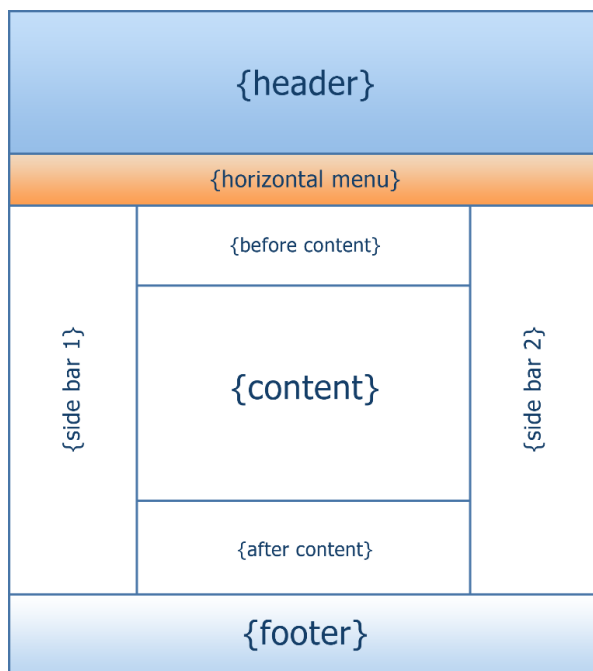 {header}
{horizontal menu}
{before content}
{side bar 1}
{content}
{side bar 2}
{after content}
{footer}